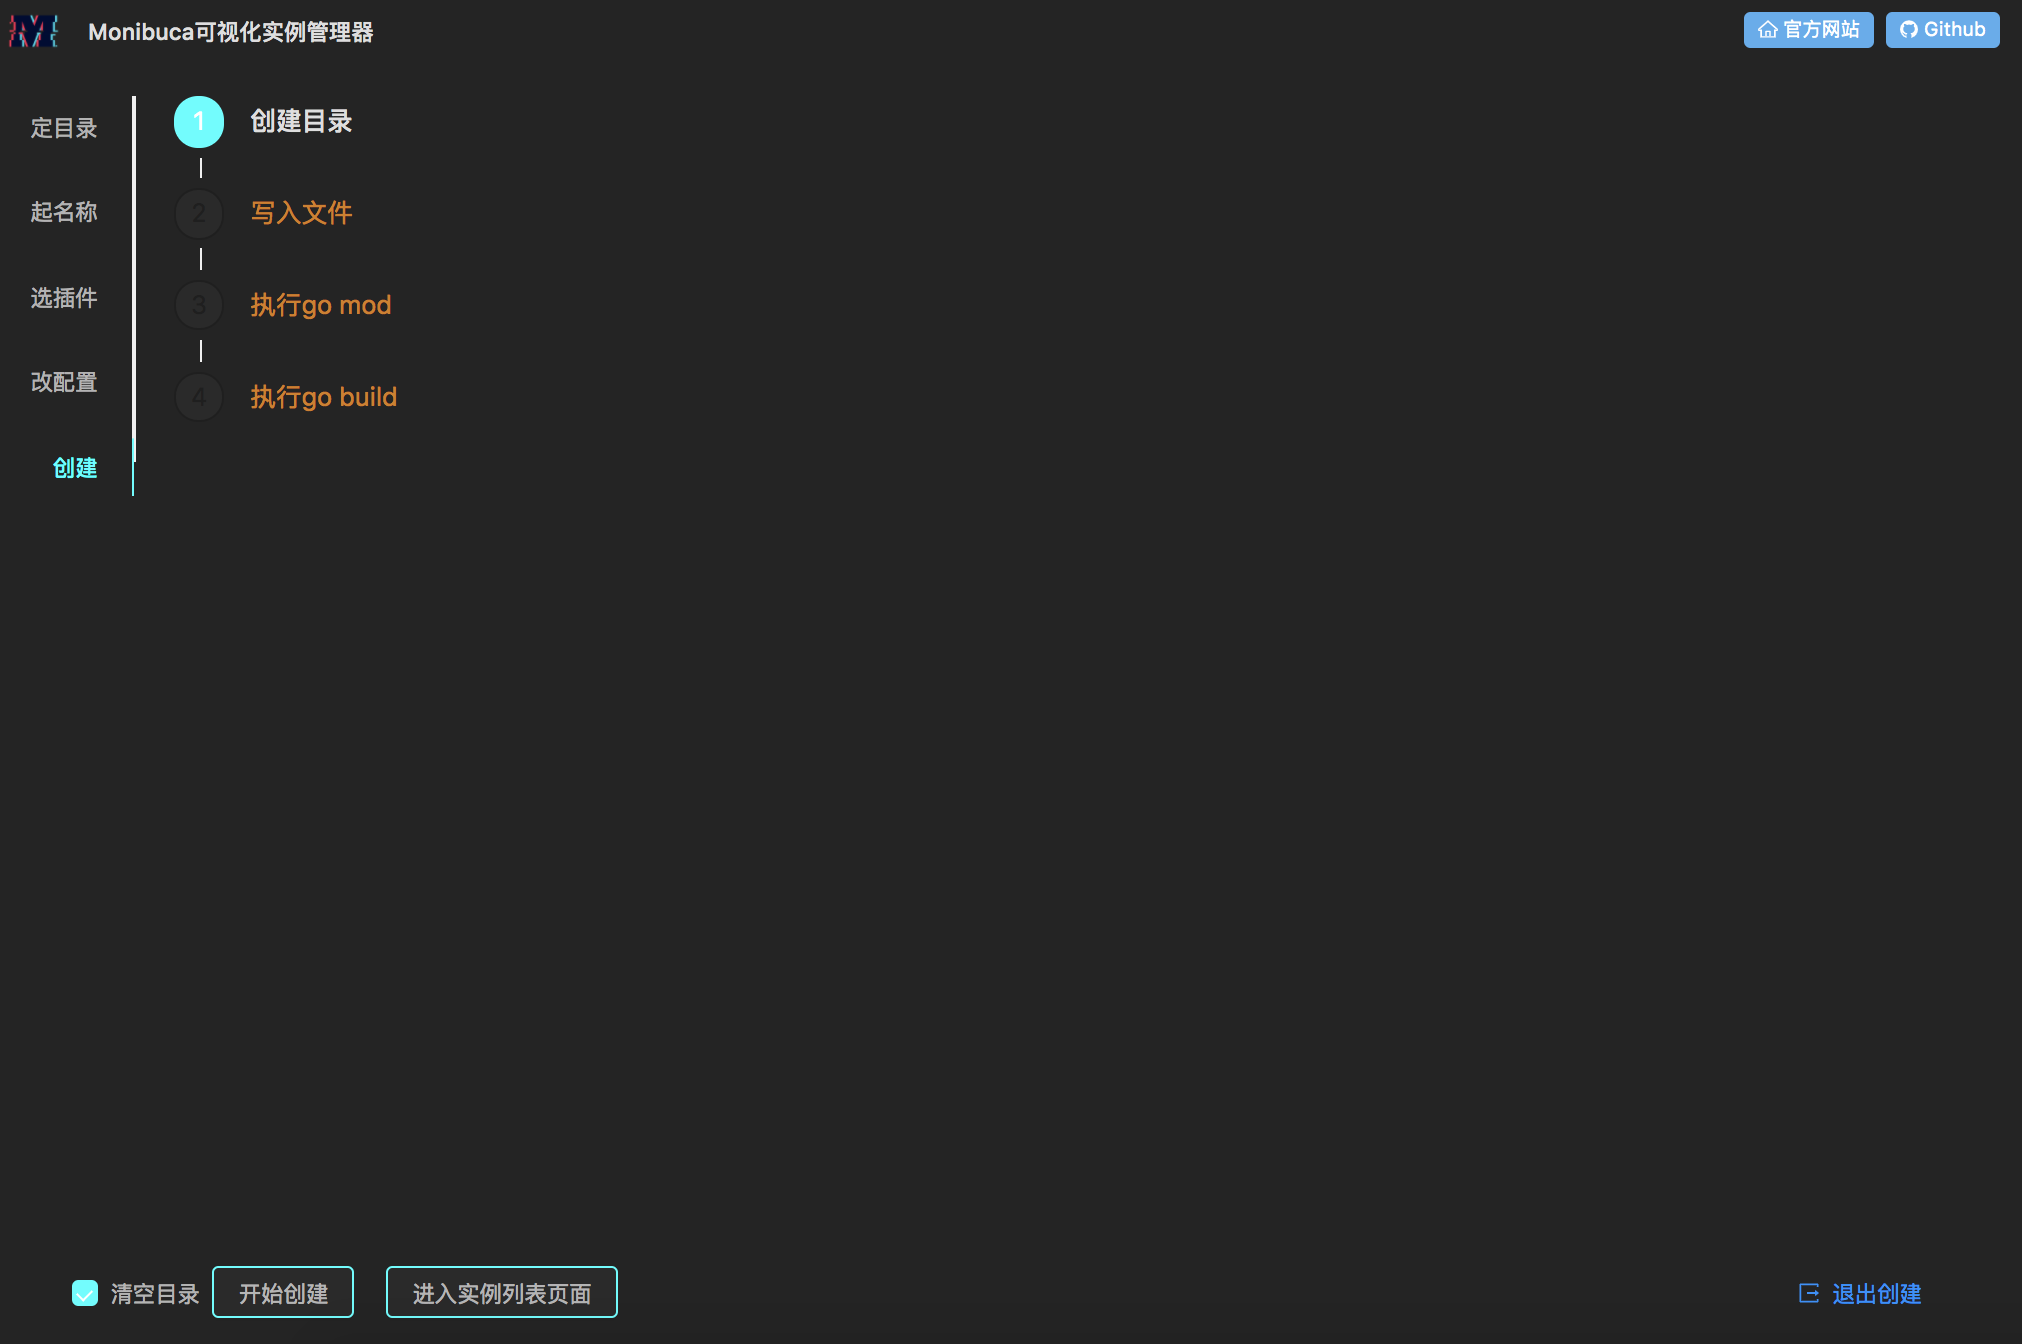 Monibuca可视化实例管理器
官方网站
Github
定目录
起名称
选插件
改配置
创建
1 创建目录
2 写入文件
3 执行go mod
4 执行go build
清空目录
开始创建
进入实例列表页面
退出创建